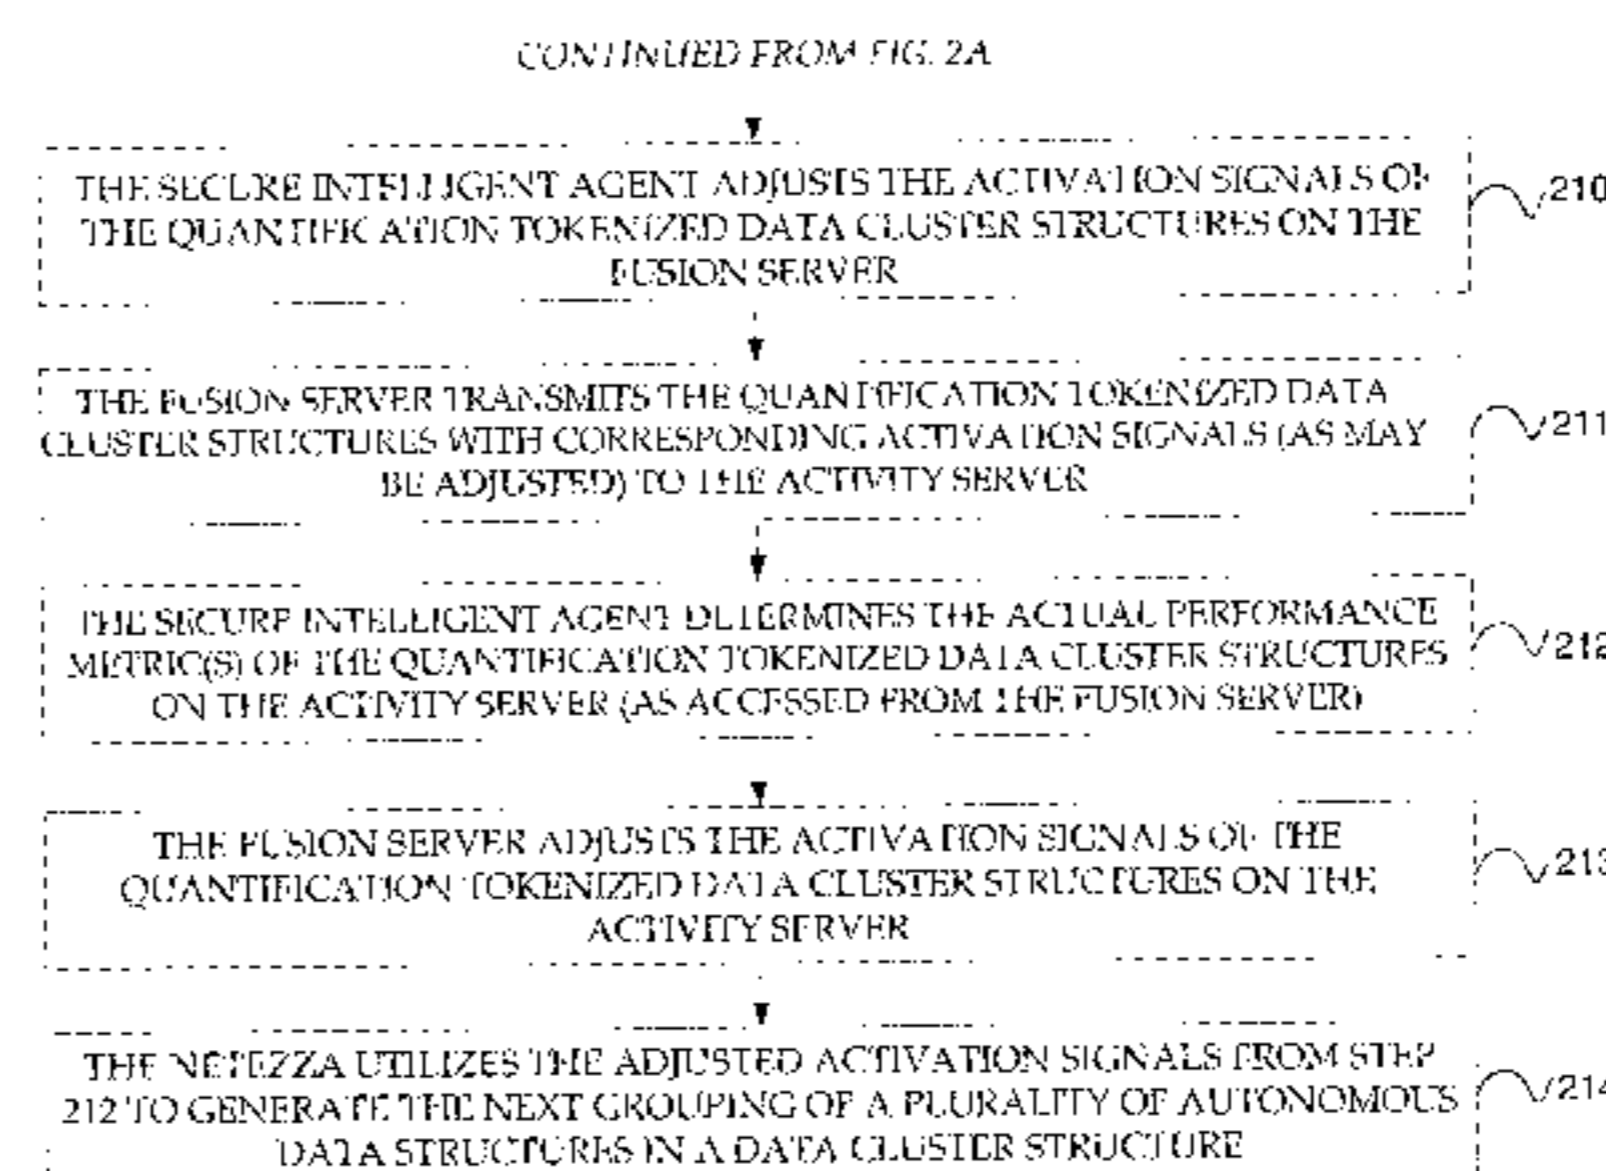 CONTINUED FROM FIG. 2A
THE SECURE INTELLIGENT AGENT ADJUSTS THE ACTIVATION SIGNALS OF
THE QUANTIFICATION TOKENIZED DATA CLUSTER STRUCTURES ON THE
FUSION SERVER
210
THE FUSION SERVER TRANSMITS THE QUANTIFICATION TOKENIZED DATA
CLUSTER STRUCTURES WITH CORRESPONDING ACTIVATION SIGNALS (AS MAY
BE ADJUSTED) TO THE ACTIVITY SERVER
211
THE SECURE INTELLIGENT AGENT DETERMINES THE ACTUAL PERFORMANCE
METRIC(S) OF THE QUANTIFICATION TOKENIZED DATA CLUSTER STRUCTURES
ON THE ACTIVITY SERVER (AS ACCESSED FROM THE FUSION SERVER)
212
THE FUSION SERVER ADJUSTS THE ACTIVATION SIGNALS OF THE
QUANTIFICATION TOKENIZED DATA CLUSTER STRUCTURES ON THE
ACTIVITY SERVER
213
THE NETEZZA UTILIZES THE ADJUSTED ACTIVATION SIGNALS FROM STEP
212 TO GENERATE THE NEXT GROUPING OF A PLURALITY OF AUTONOMOUS
DATA STRUCTURES IN A DATA CLUSTER STRUCTURE
214